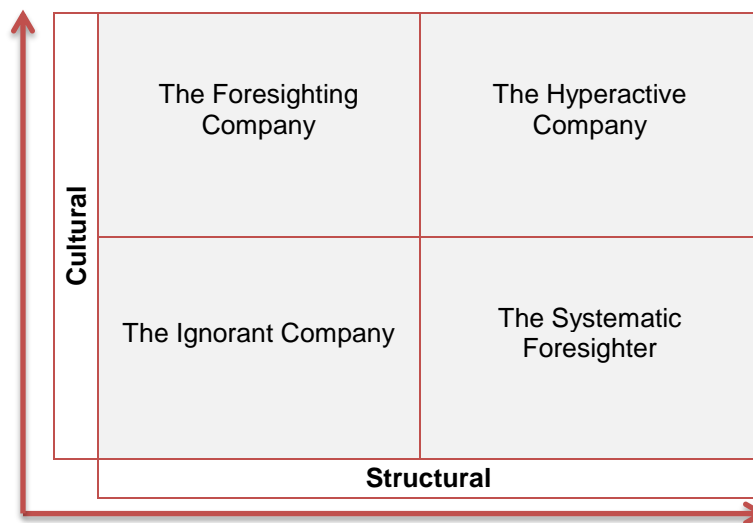 The Foresighting
Company
The Hyperactive
Company
Cultural
The Ignorant Company
The Systematic
Foresighter
Structural